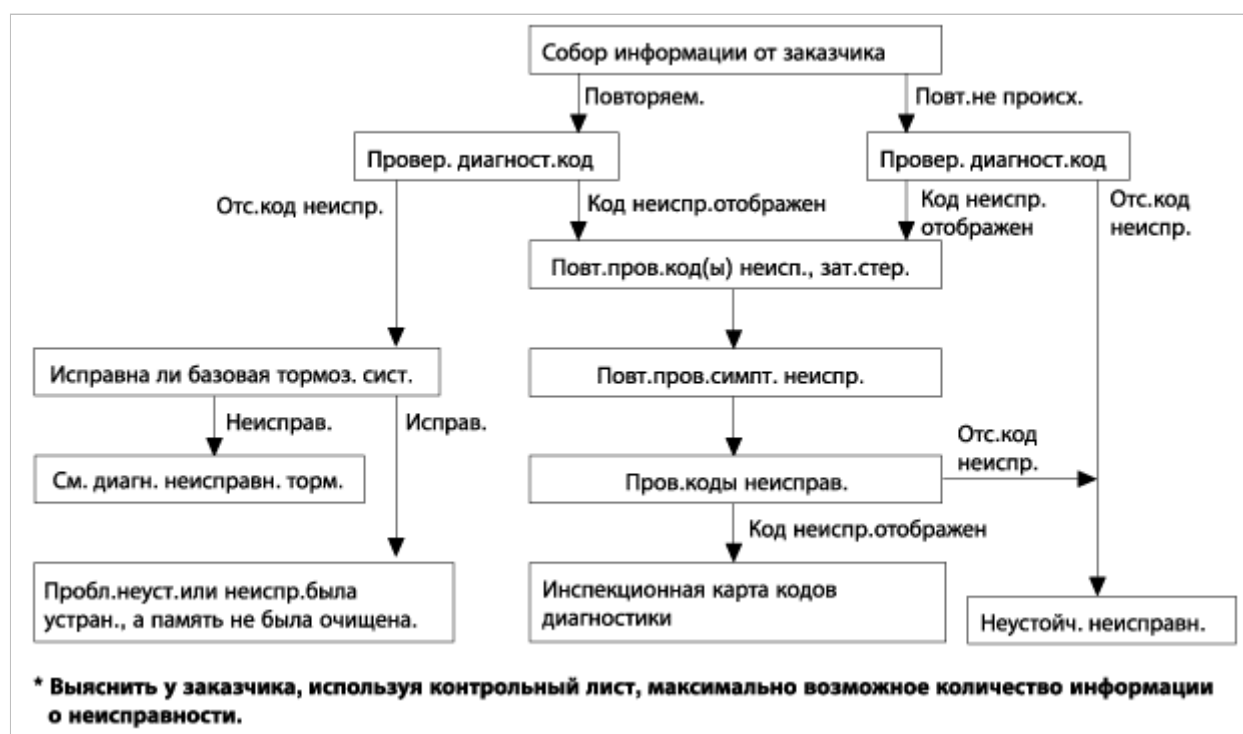 Собор информации от заказчика
Повторяем.
Повт.не происх.
Провер. диагност.код
Провер. диагност.код
Отс.код неиспр.
Код неиспр.отображен
Код неиспр.
отображен
Отс.код
неиспр.
Повт.пров.код(ы) неисп., зат.стер.
Исправна ли базовая тормоз. сист.
Повт.пров.симпт. неиспр.
Неисправ.
Исправ.
Отс.код
неиспр.
См. диагн. неисправн. торм.
Пров.коды неисправ.
Код неиспр.отображен
Пробл.неуст.или неиспр.была
устран., а память не была очищена.
Инспекционная карта кодов
диагностики
Неустойч. неисправн.
* Выяснить у заказчика, используя контрольный лист, максимально возможное количество информации
о неисправности.